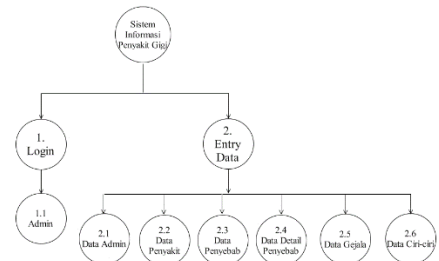 Sistem
Informasi
Penyakit Gigi
1.
Login
2.
Entry
Data
1.1
Admin
2.1
Data Admin
2.2
Data
Penyakit
2.3
Data
Penyebab
2.4
Data Detail
Penyebab
2.5
Data Gejala
2.6
Data Ciri-ciri